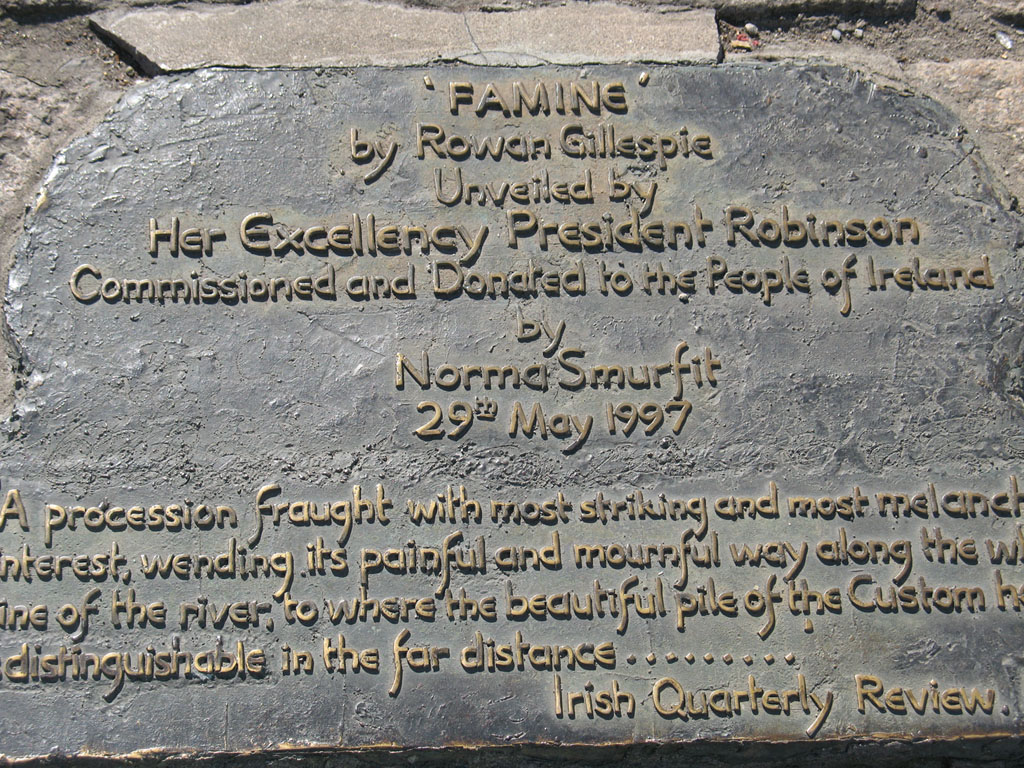 'FAMINE'
by Rowan Gillespie
Unveiled by
Her Excellency President Robinson
Commissioned and Donated to the People of Ireland
by
Norma Smurfit
29th May 1997
A procession fraught with most striking and most melanch
nterest, wending its painful and mournful way along the wh
ine of the river, to where the beautiful pile of the Custom ho
distinguishable in the far distance .........
Irish Quarterly Review.